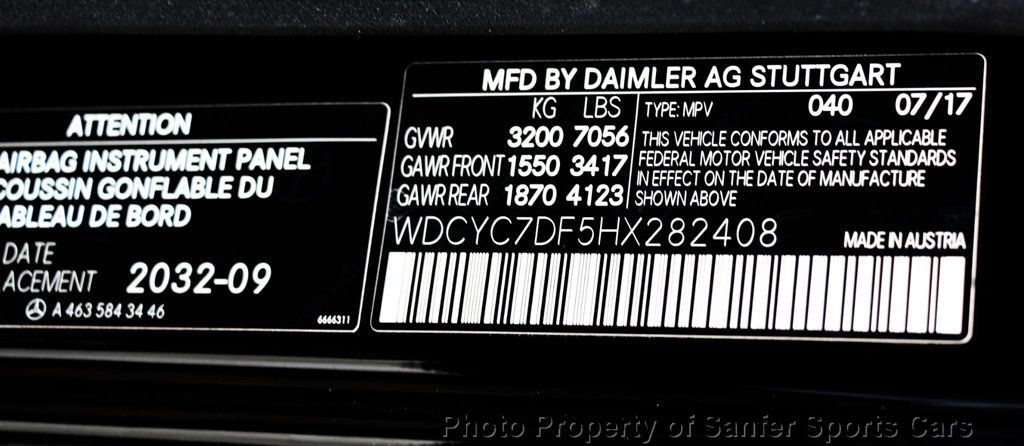 ATTENTION
AIRBAG INSTRUMENT PANEL
COUSSIN GONFLABLE DU
ABLEAU DE BORD
DATE
ACEMENT 2032-09
A 463 584 34 46
6666311
MFD BY DAIMLER AG STUTTGART
KG LBS
GVWR 3200 7056
GAWR FRONT 1550 3417
GAWR REAR 1870 4123
TYPE: MPV 040 07/17
THIS VEHICLE CONFORMS TO ALL APPLICABLE
FEDERAL MOTOR VEHICLE SAFETY STANDARDS
IN EFFECT ON THE DATE OF MANUFACTURE
SHOWN ABOVE
WDCYC7DF5HX282408
MADE IN AUSTRIA
Photo Property of Sanfer Sports Cars